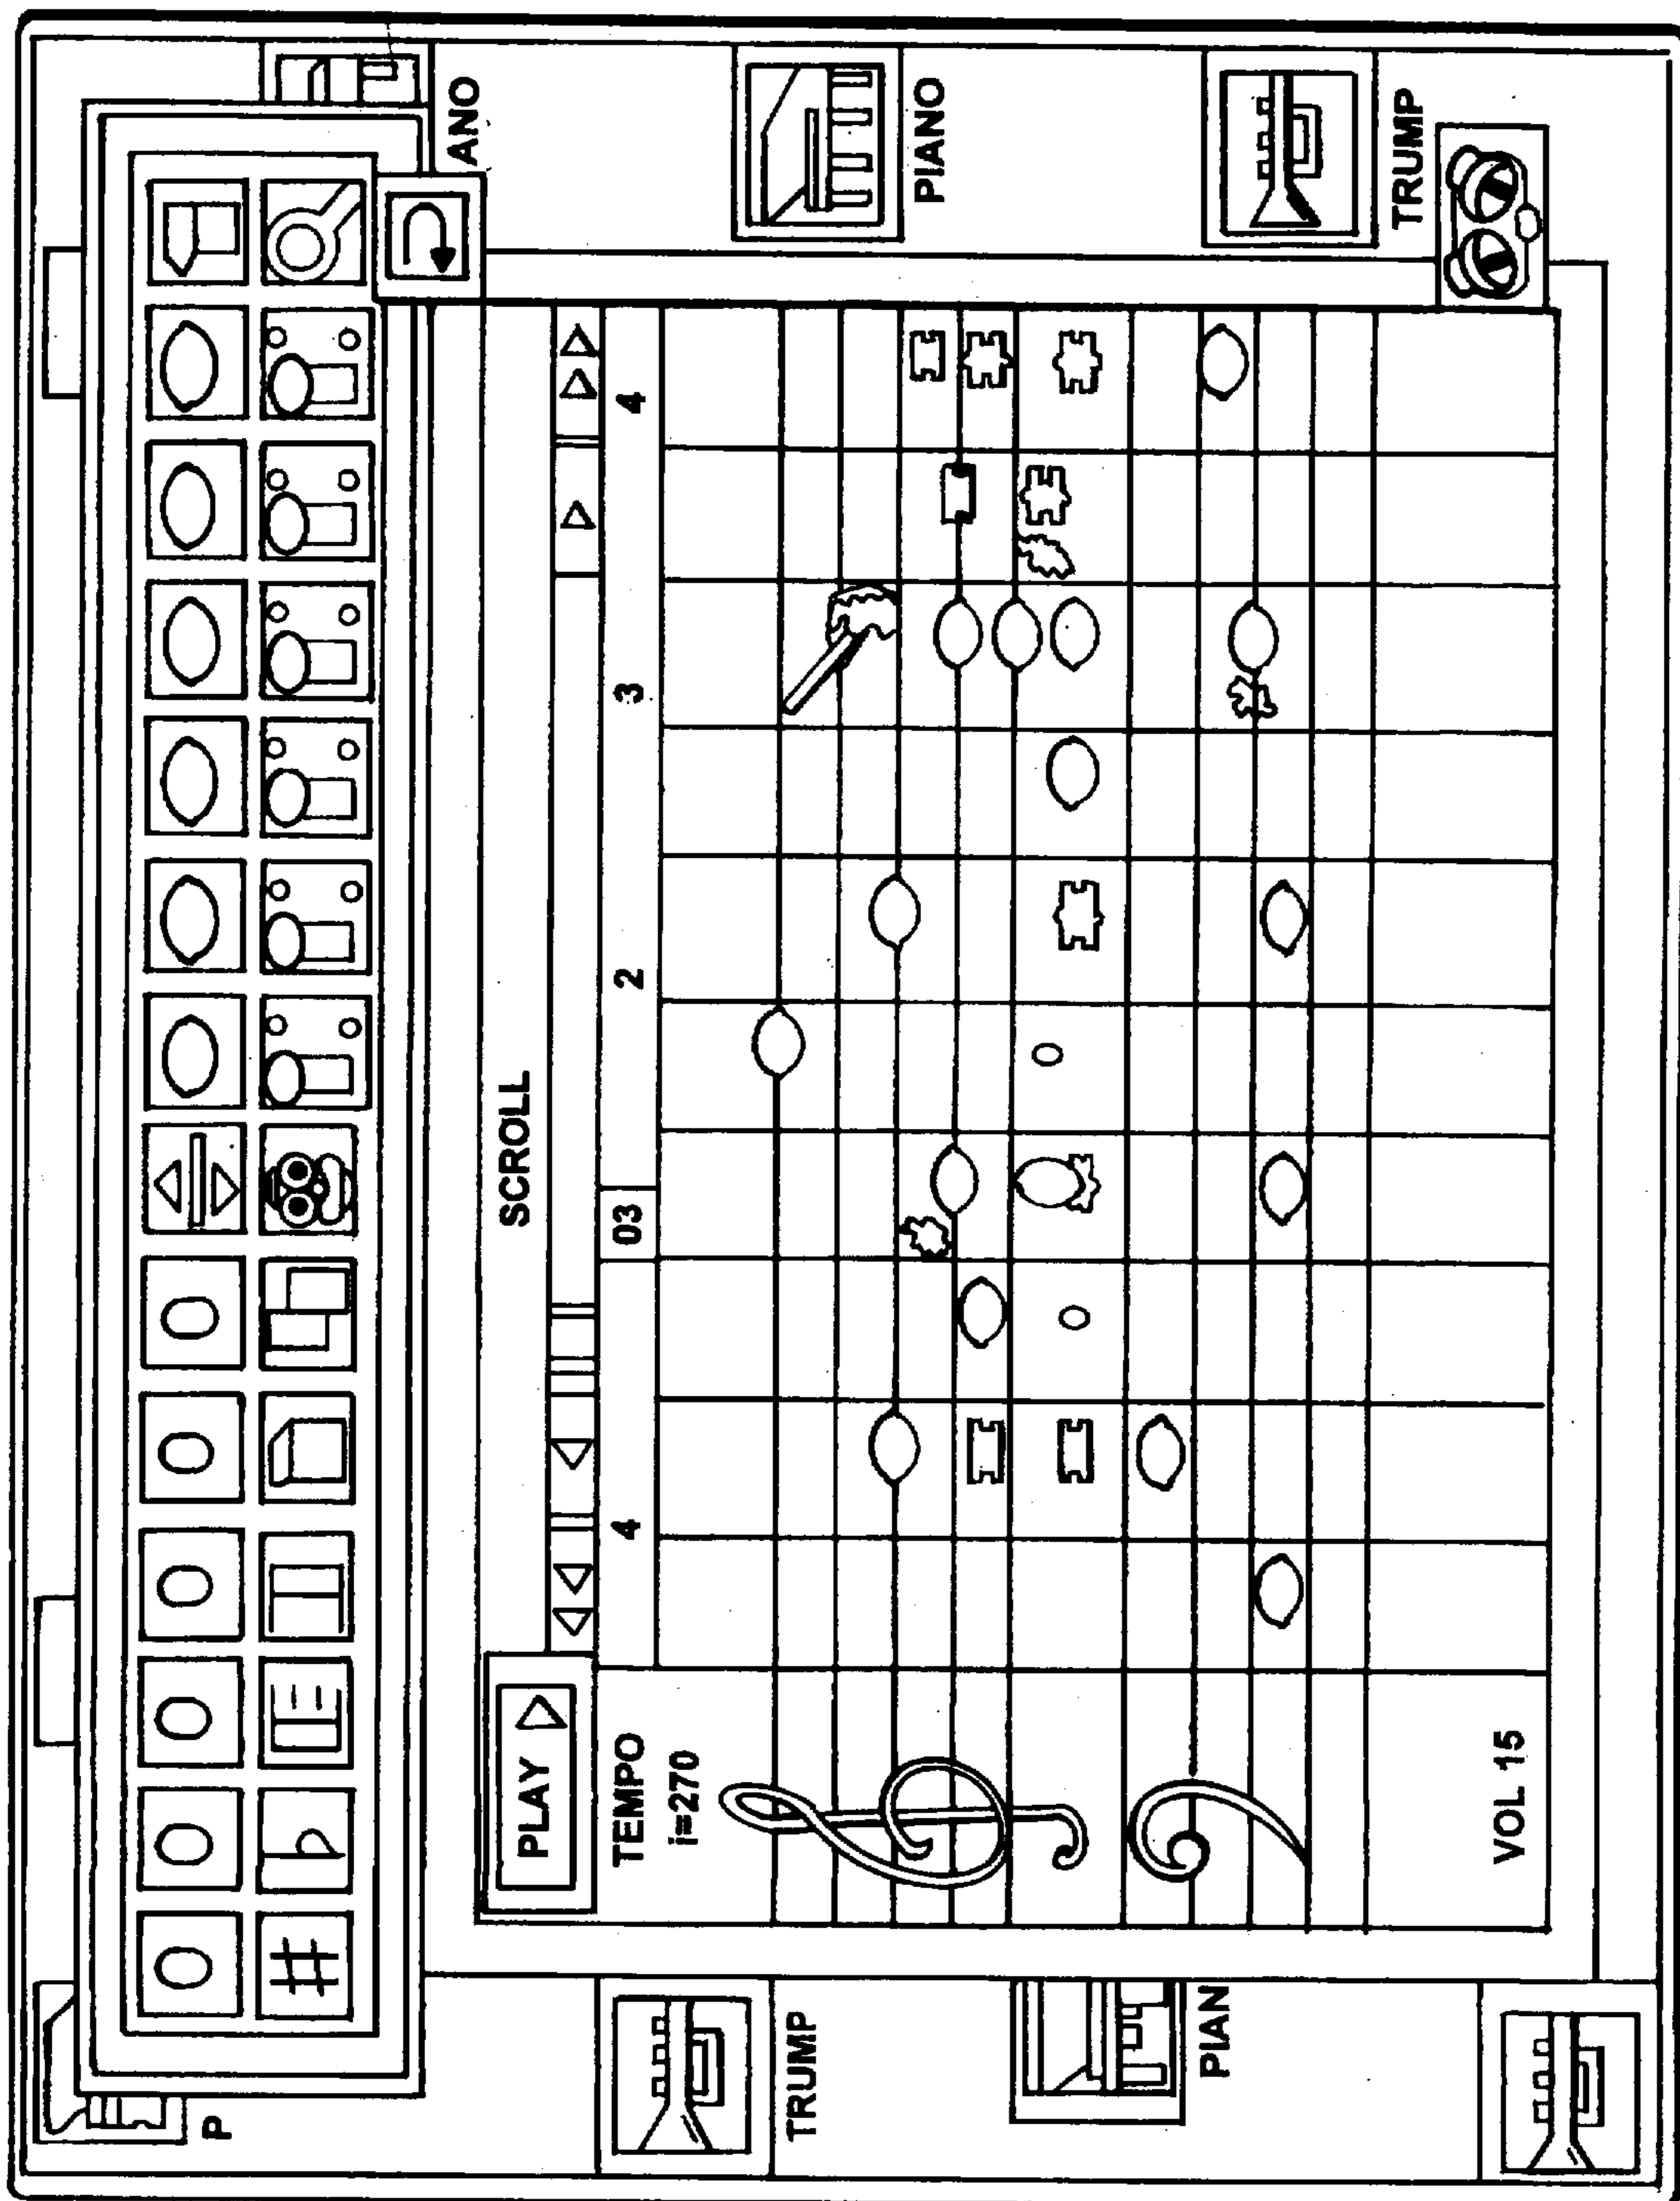 P
ANO
SCROLL
PLAY
TEMPO 4 03 2 3 4
i=270
TRUMP
PIANO
PIAN
TRUMP
VOL 15